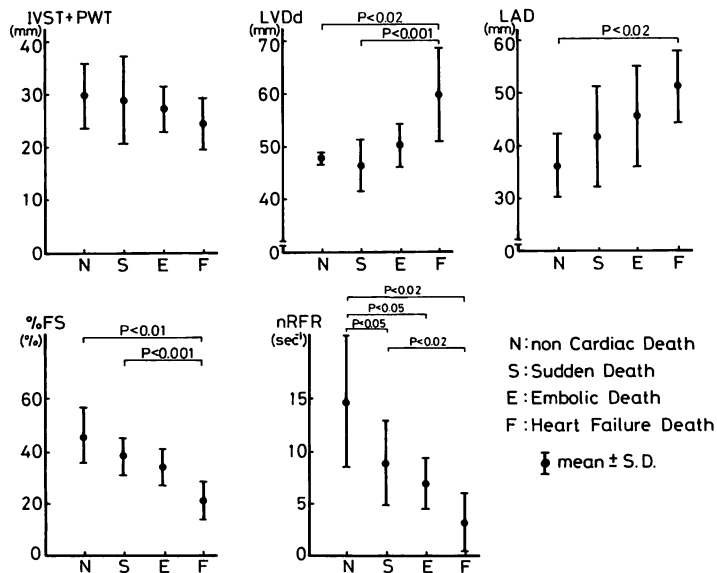 IVST+PWT
(mm)
40
30
20
10
0
N S E F
LVDd
(mm)
P<0.02
P<0.001
70
60
50
40
0
N S E F
LAD
(mm)
P<0.02
60
50
40
30
0
N S E F
%FS
(%)
P<0.01
P<0.001
60
40
20
0
N S E F
nRFR
(sec⁻¹)
P<0.02
P<0.05
P<0.05
P<0.02
15
10
5
0
N S E F
N : non Cardiac Death
S : Sudden Death
E : Embolic Death
F : Heart Failure Death
mean ± S.D.